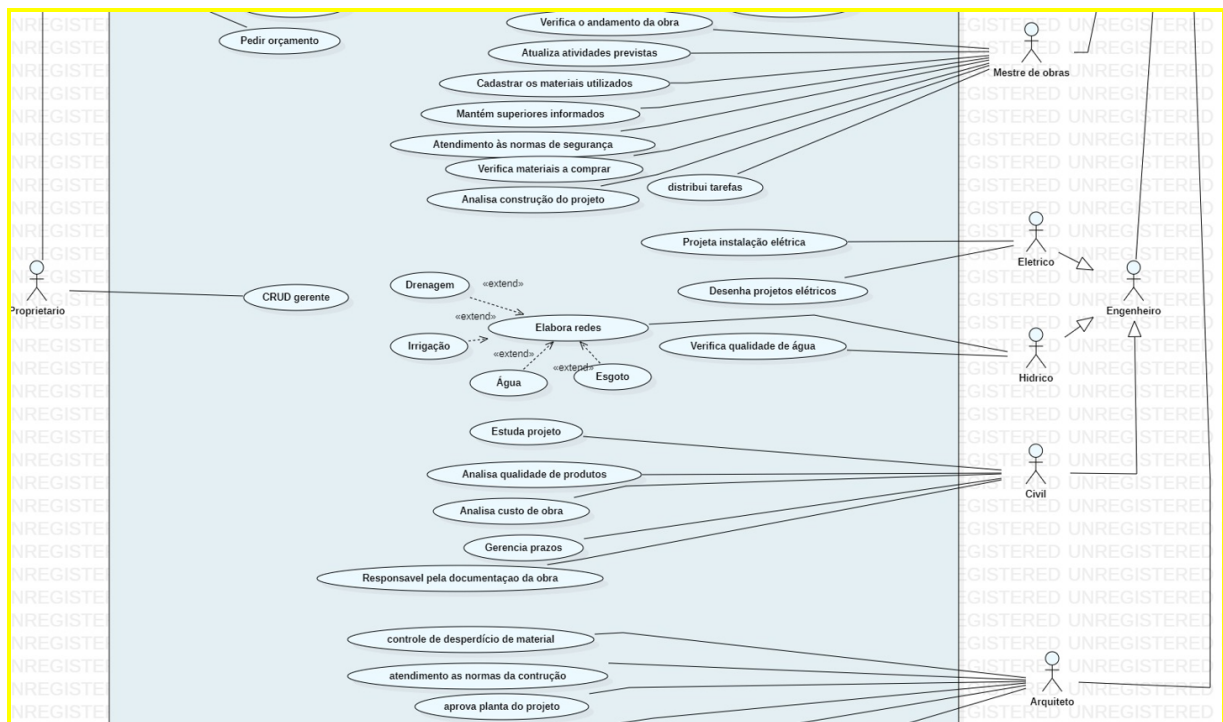 Verifica o andamento da obra
Pedir orçamento
Atualiza atividades previstas
Mestre de obras
Cadastrar os materiais utilizados
Mantém superiores informados
Atendimento às normas de segurança
Verifica materiais a comprar
distribui tarefas
Analisa construção do projeto
Projeta instalação elétrica
Eletrico
Drenagem
«extend»
Desenha projetos elétricos
CRUD gerente
Proprietario
Engenheiro
«extend»
Elabora redes
Irrigação
Verifica qualidade de água
«extend»
«extend»
Água
Esgoto
Hidrico
Estuda projeto
Analisa qualidade de produtos
Civil
Analisa custo de obra
Gerencia prazos
Responsavel pela documentaçao da obra
controle de desperdício de material
atendimento as normas da contrução
Arquiteto
aprova planta do projeto
UNREGISTERED